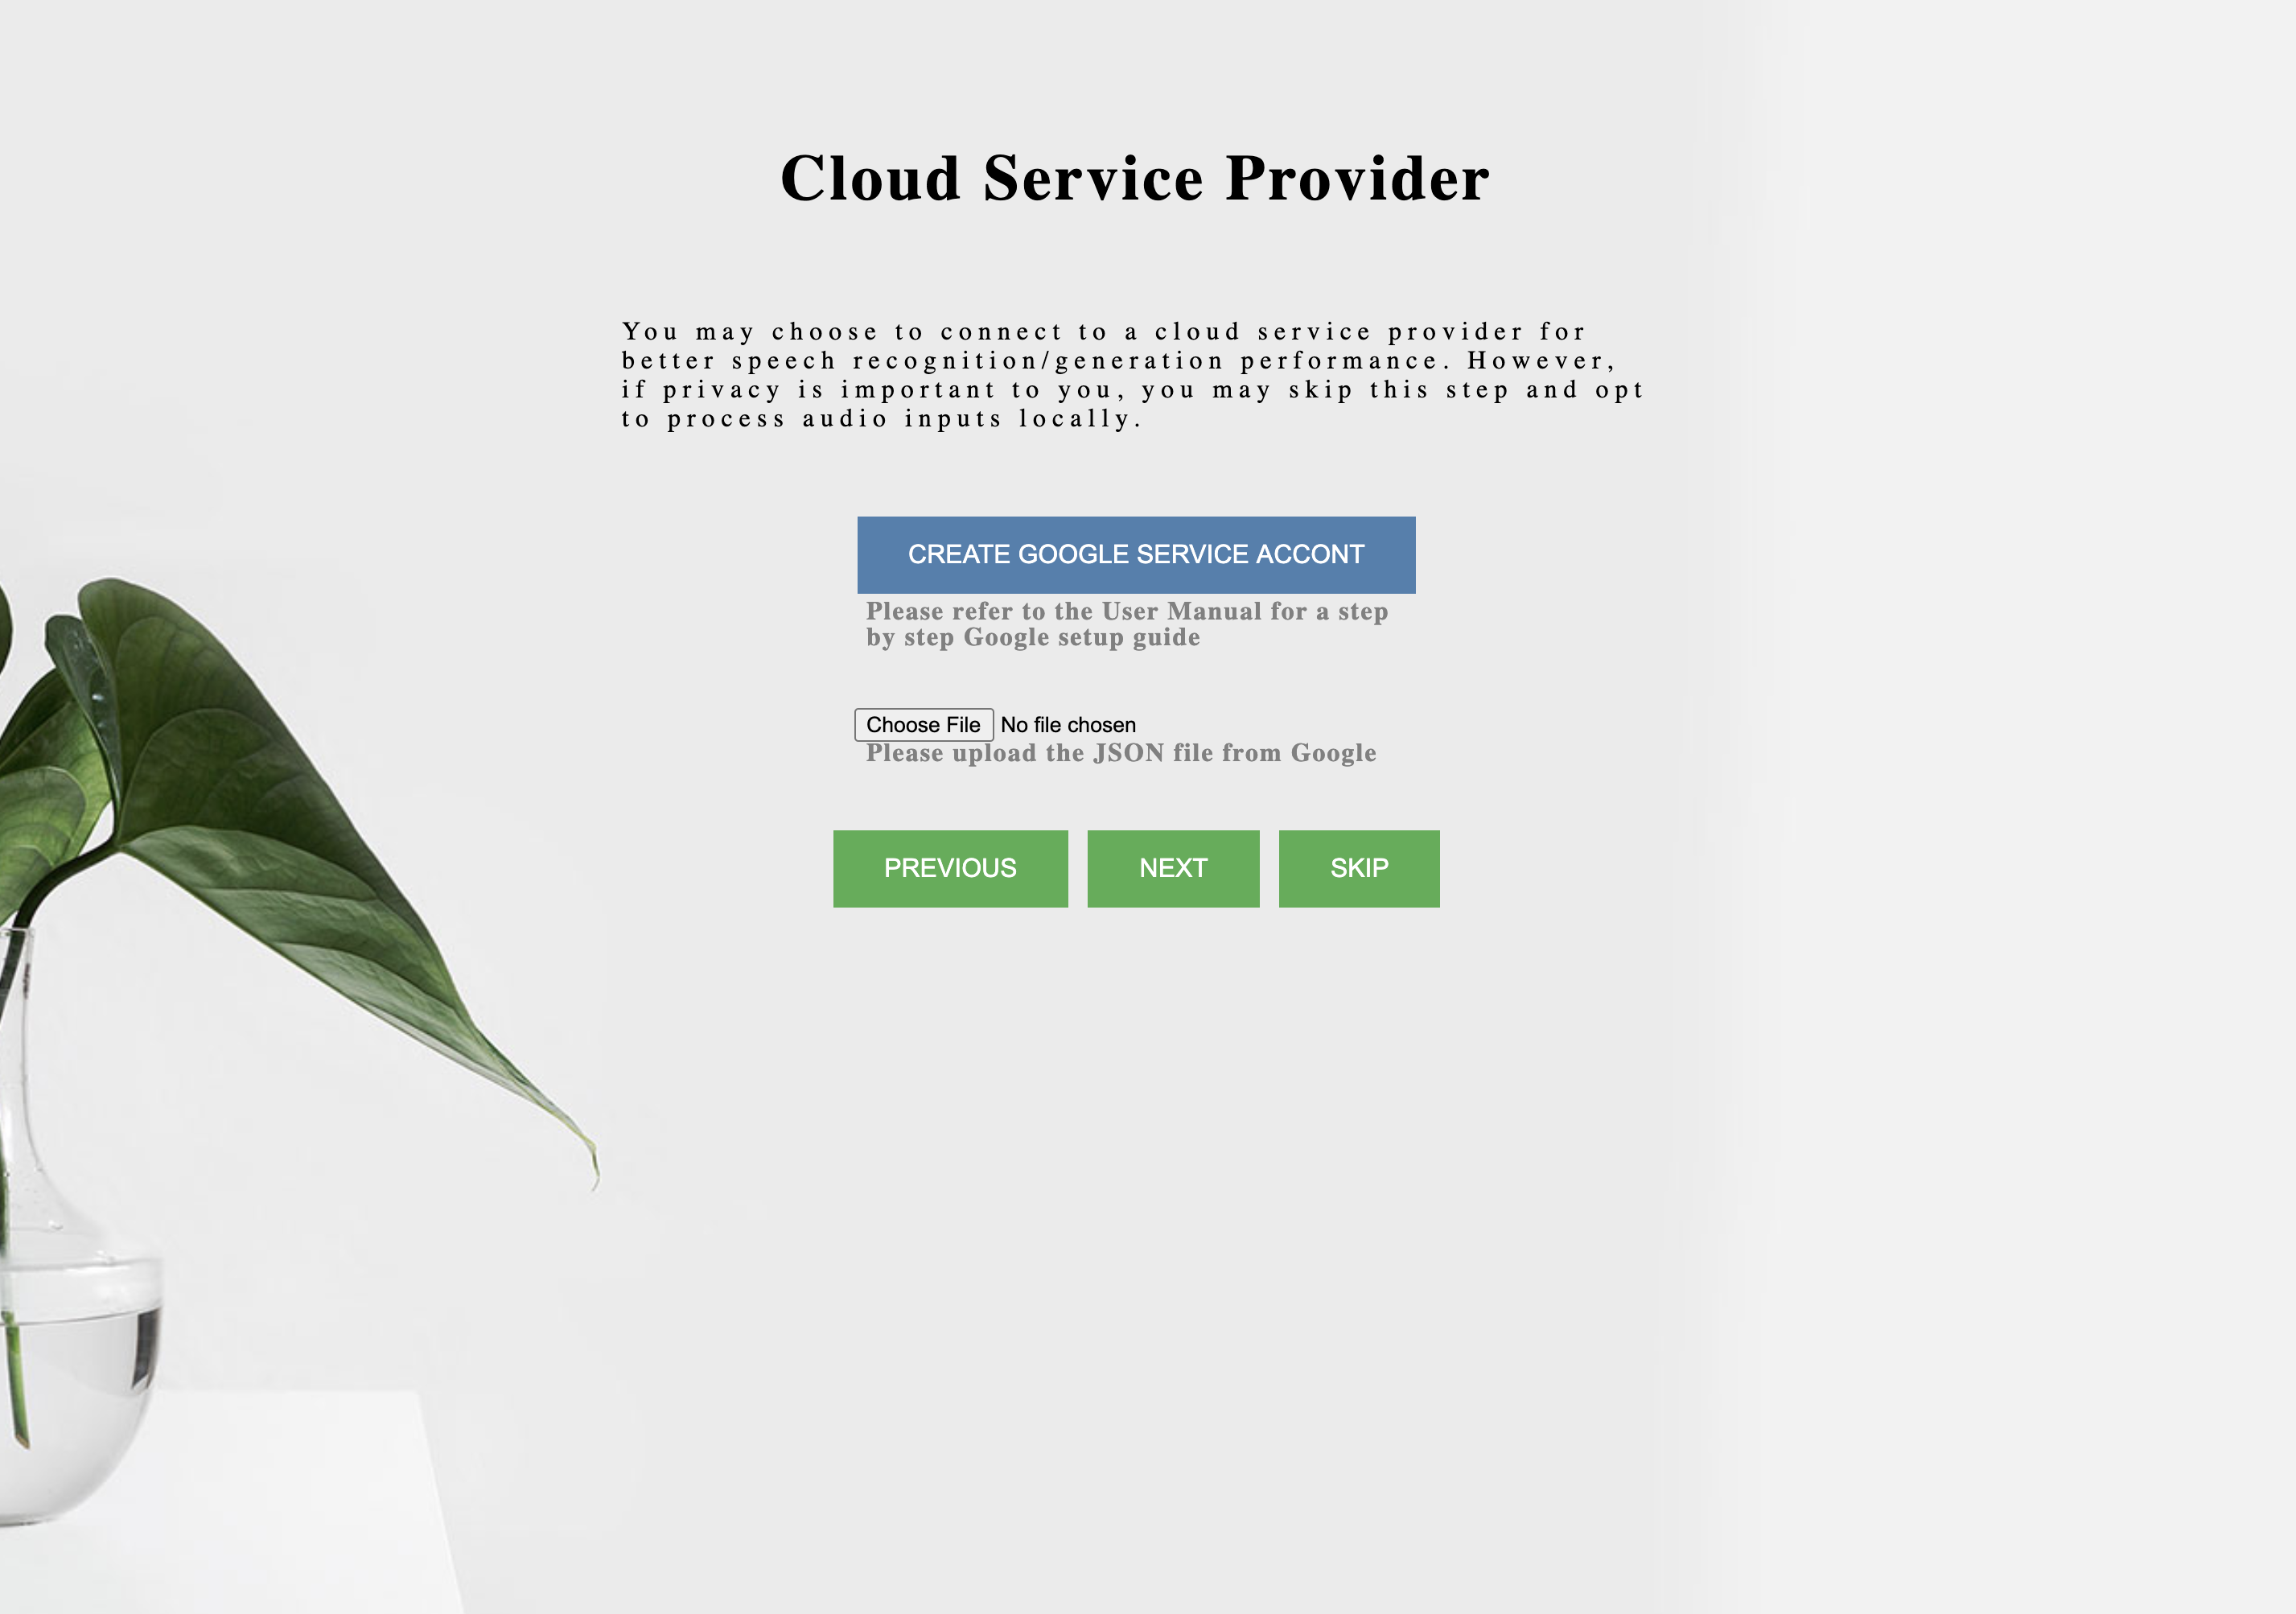 Cloud Service Provider
You may choose to connect to a cloud service provider for
better speech recognition/generation performance. However,
if privacy is important to you, you may skip this step and opt
to process audio inputs locally.
CREATE GOOGLE SERVICE ACCONT
Please refer to the User Manual for a step
by step Google setup guide
Choose File No file chosen
Please upload the JSON file from Google
PREVIOUS NEXT SKIP